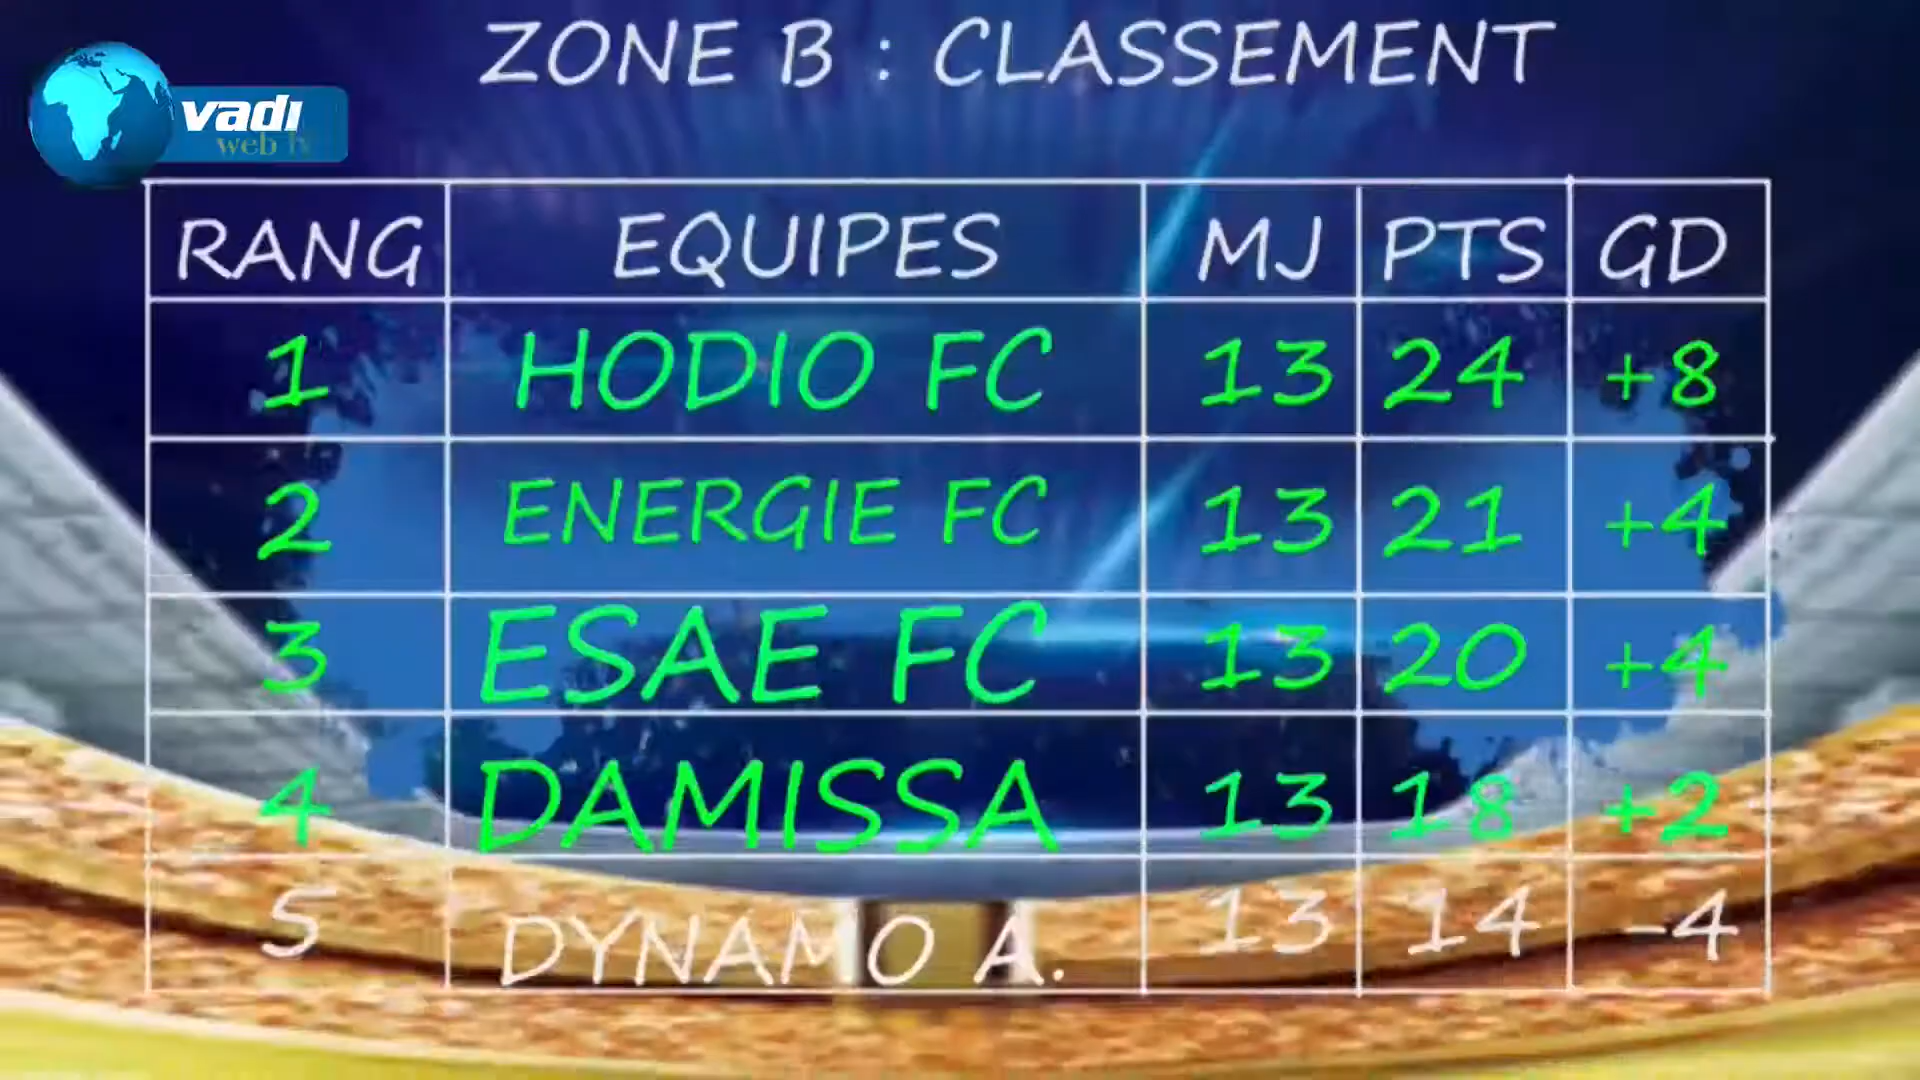 ZONE B : CLASSEMENT
vadi
web tv
RANG EQUIPES MJ PTS GD
1 HODIO FC 13 24 +8
2 ENERGIE FC 13 21 +4
3 ESAE FC 13 20 +4
4 DAMISSA 13 18 +2
5 DYNAMO A. 13 14 -4